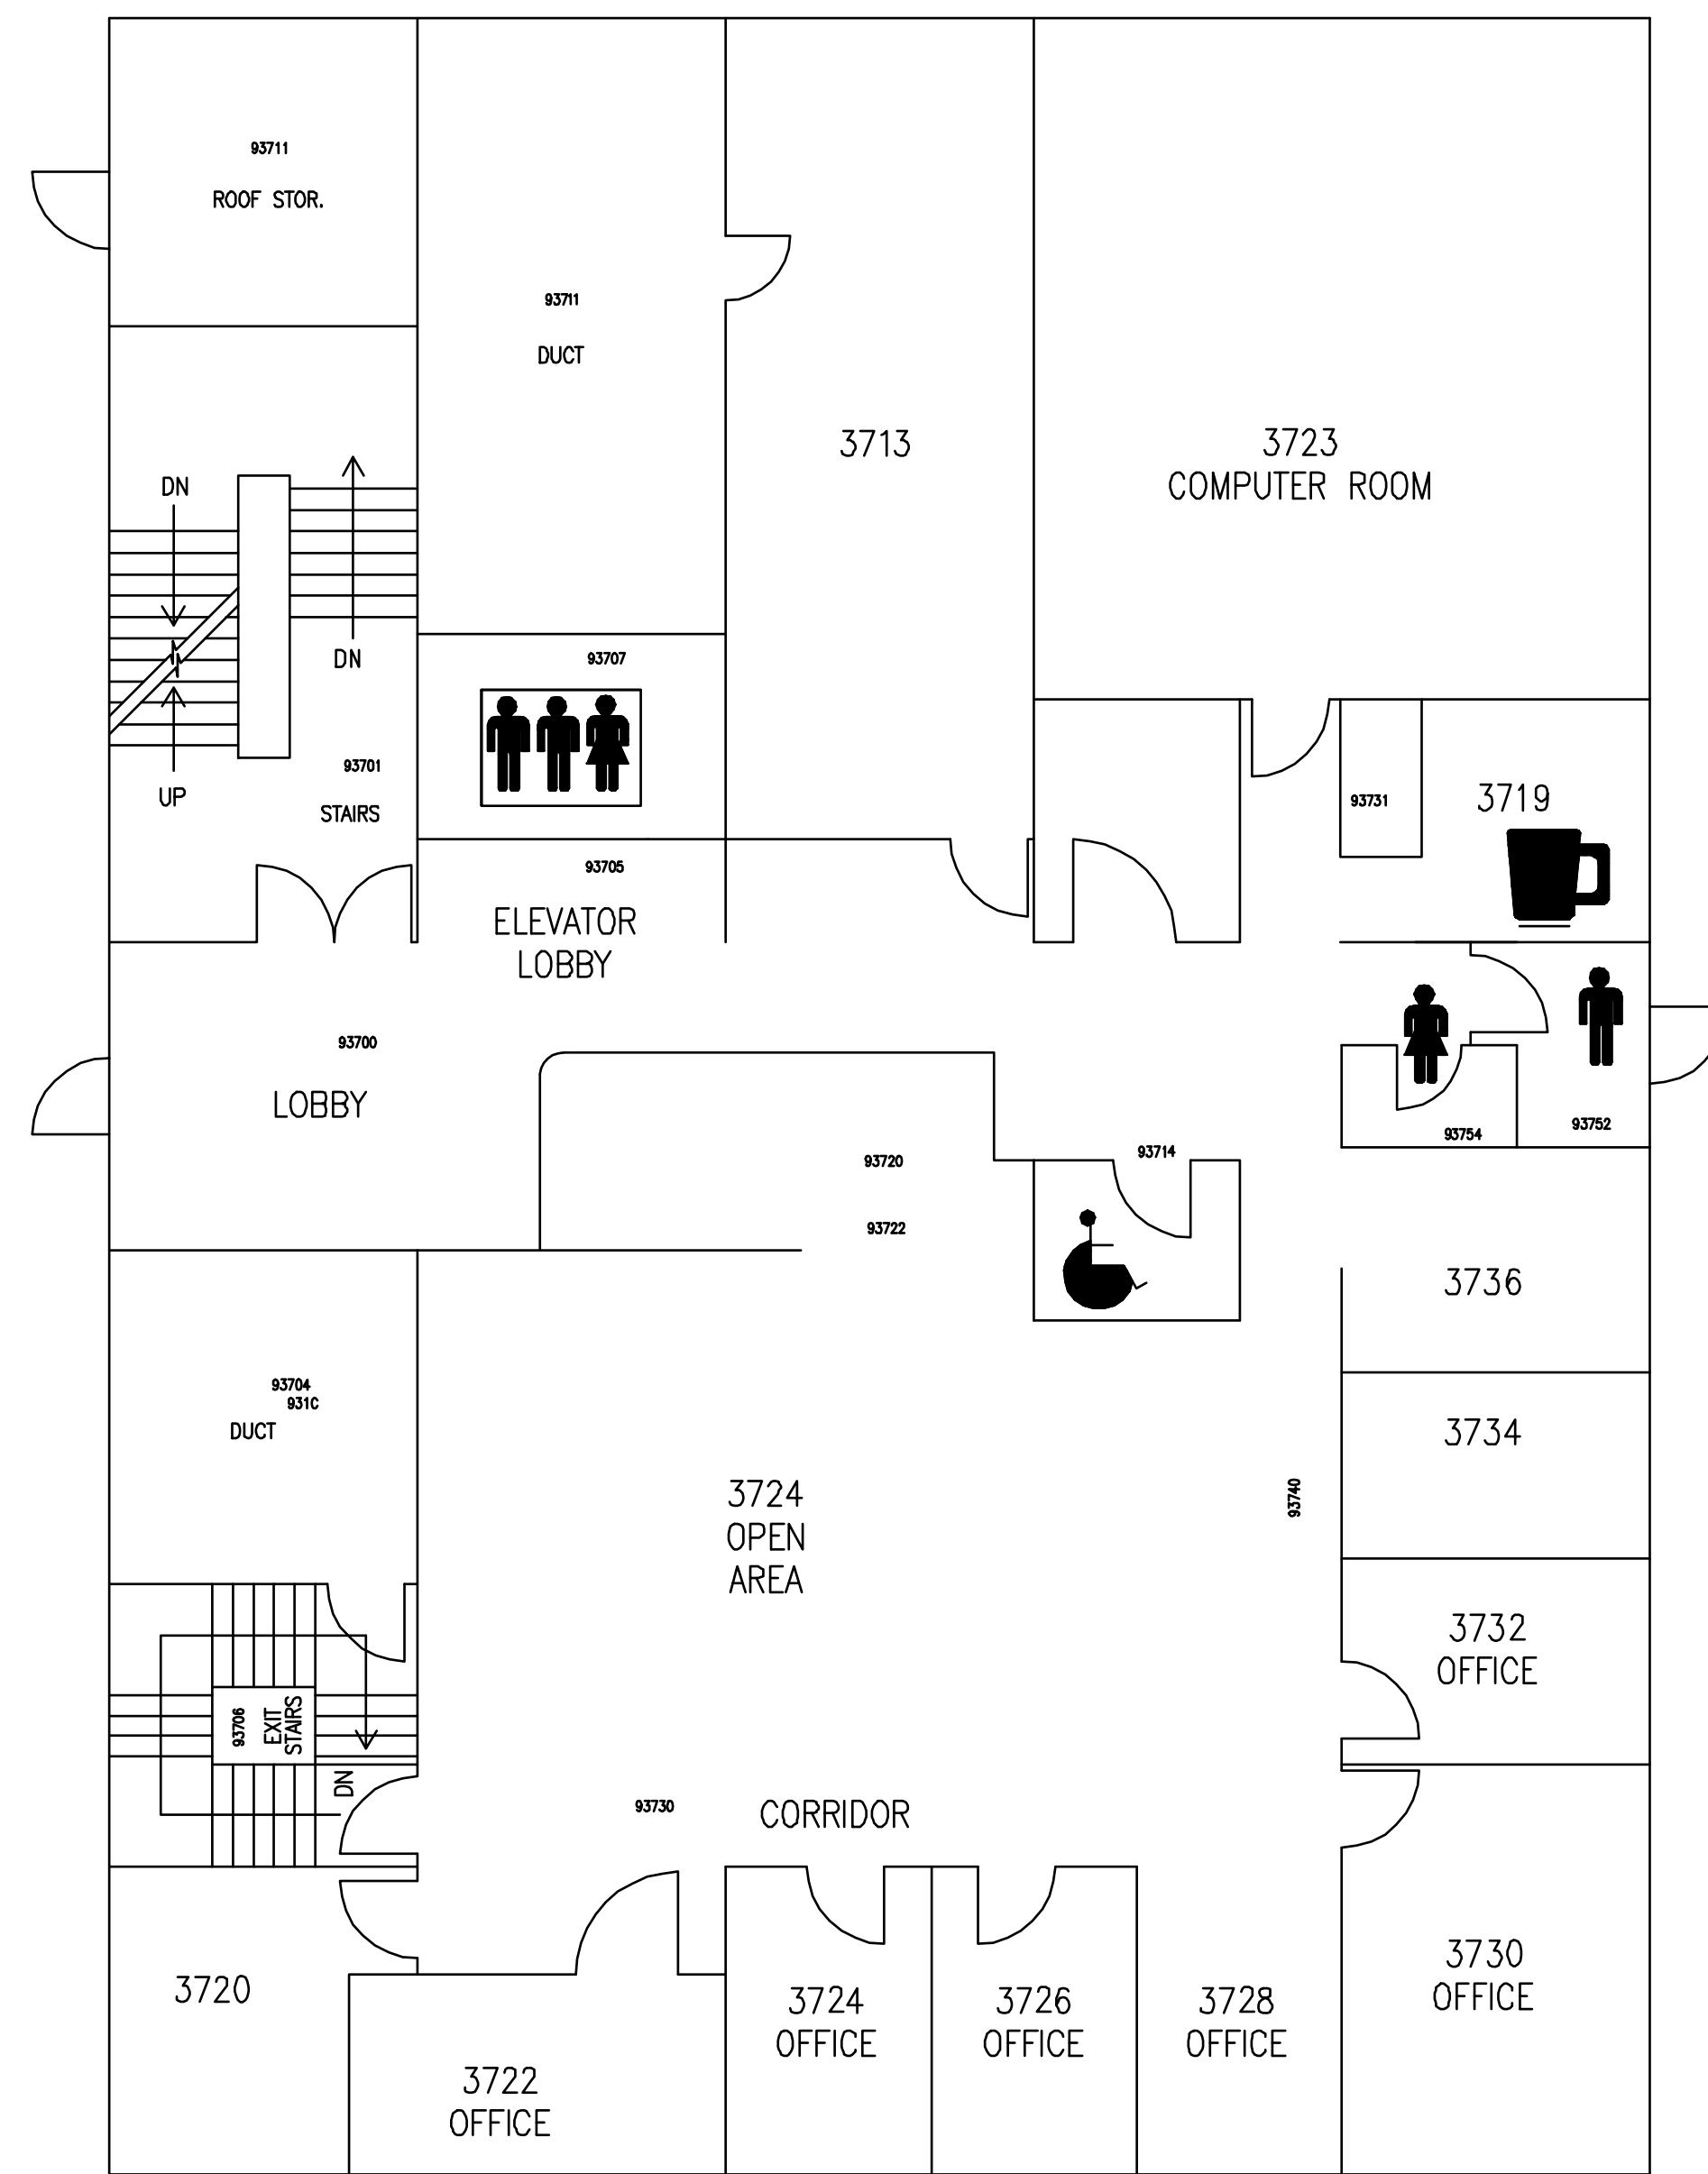 93711
ROOF STOR.
93711
DUCT
3713
3723
COMPUTER ROOM
DN
DN
UP
93701
STAIRS
93707
93731
3719
93705
ELEVATOR
LOBBY
93700
LOBBY
93720
93722
93714
93754
93752
3736
93704
931C
DUCT
3734
3724
OPEN
AREA
93740
3732
OFFICE
93706
EXIT
STAIRS
DN
93730
CORRIDOR
3720
3722
OFFICE
3724
OFFICE
3726
OFFICE
3728
OFFICE
3730
OFFICE